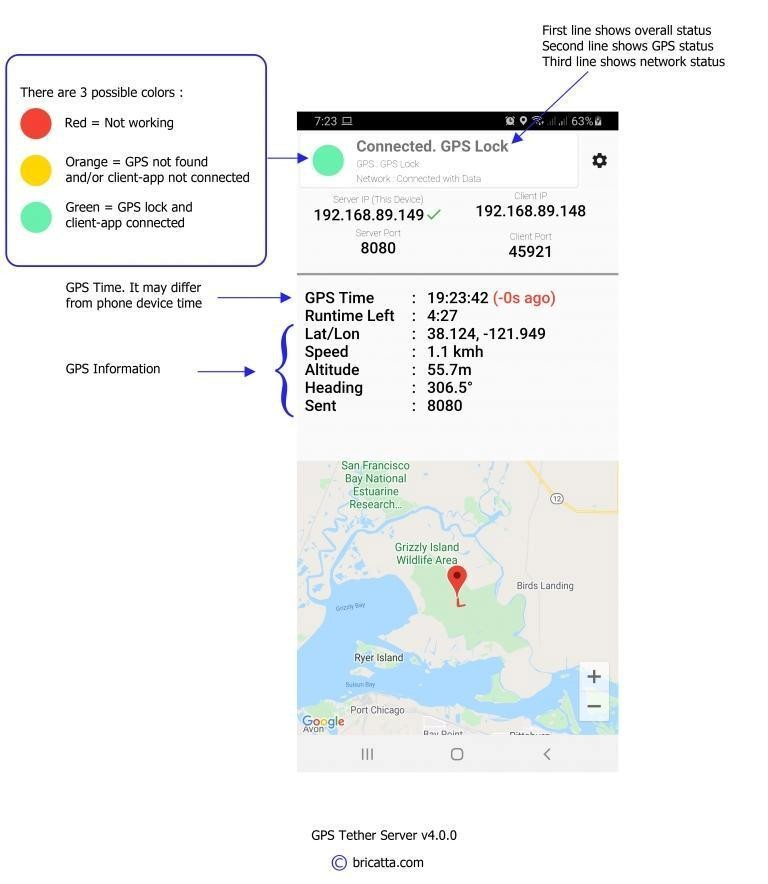 First line shows overall status
Second line shows GPS status
Third line shows network status
There are 3 possible colors :
Red = Not working
Orange = GPS not found
and/or client-app not connected
Green = GPS lock and
client-app connected
GPS Time. It may differ
from phone device time
GPS Information
7:23
63%
Connected. GPS Lock
GPS : GPS Lock
Network : Connected with Data
Server IP (This Device)
192.168.89.149
Client IP
192.168.89.148
Server Port
8080
Client Port
45921
GPS Time : 19:23:42 (-0s ago)
Runtime Left : 4:27
Lat/Lon : 38.124, -121.949
Speed : 1.1 kmh
Altitude : 55.7m
Heading : 306.5°
Sent : 8080
San Francisco
Bay National
Estuarine
Research...
12
Grizzly Island
Wildlife Area
Birds Landing
Grizzly Bay
Ryer Island
Suisun Bay
Port Chicago
Google
Avon
Bay Point
Pittsburg
+
−
GPS Tether Server v4.0.0
© bricatta.com